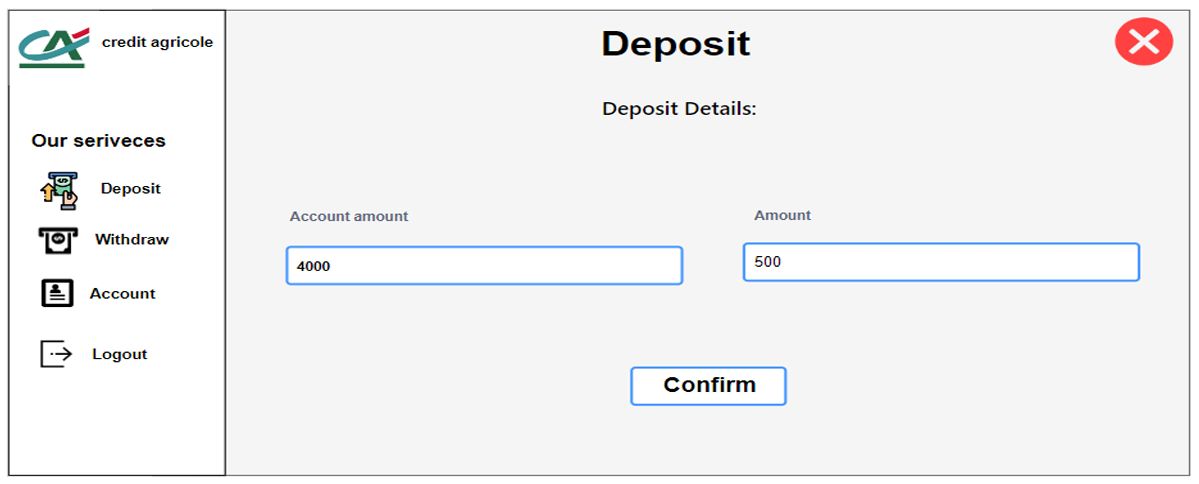 credit agricole
Deposit
Deposit Details:
Our seriveces
Deposit
Withdraw
Account
Logout
Account amount
Amount
4000
500
Confirm